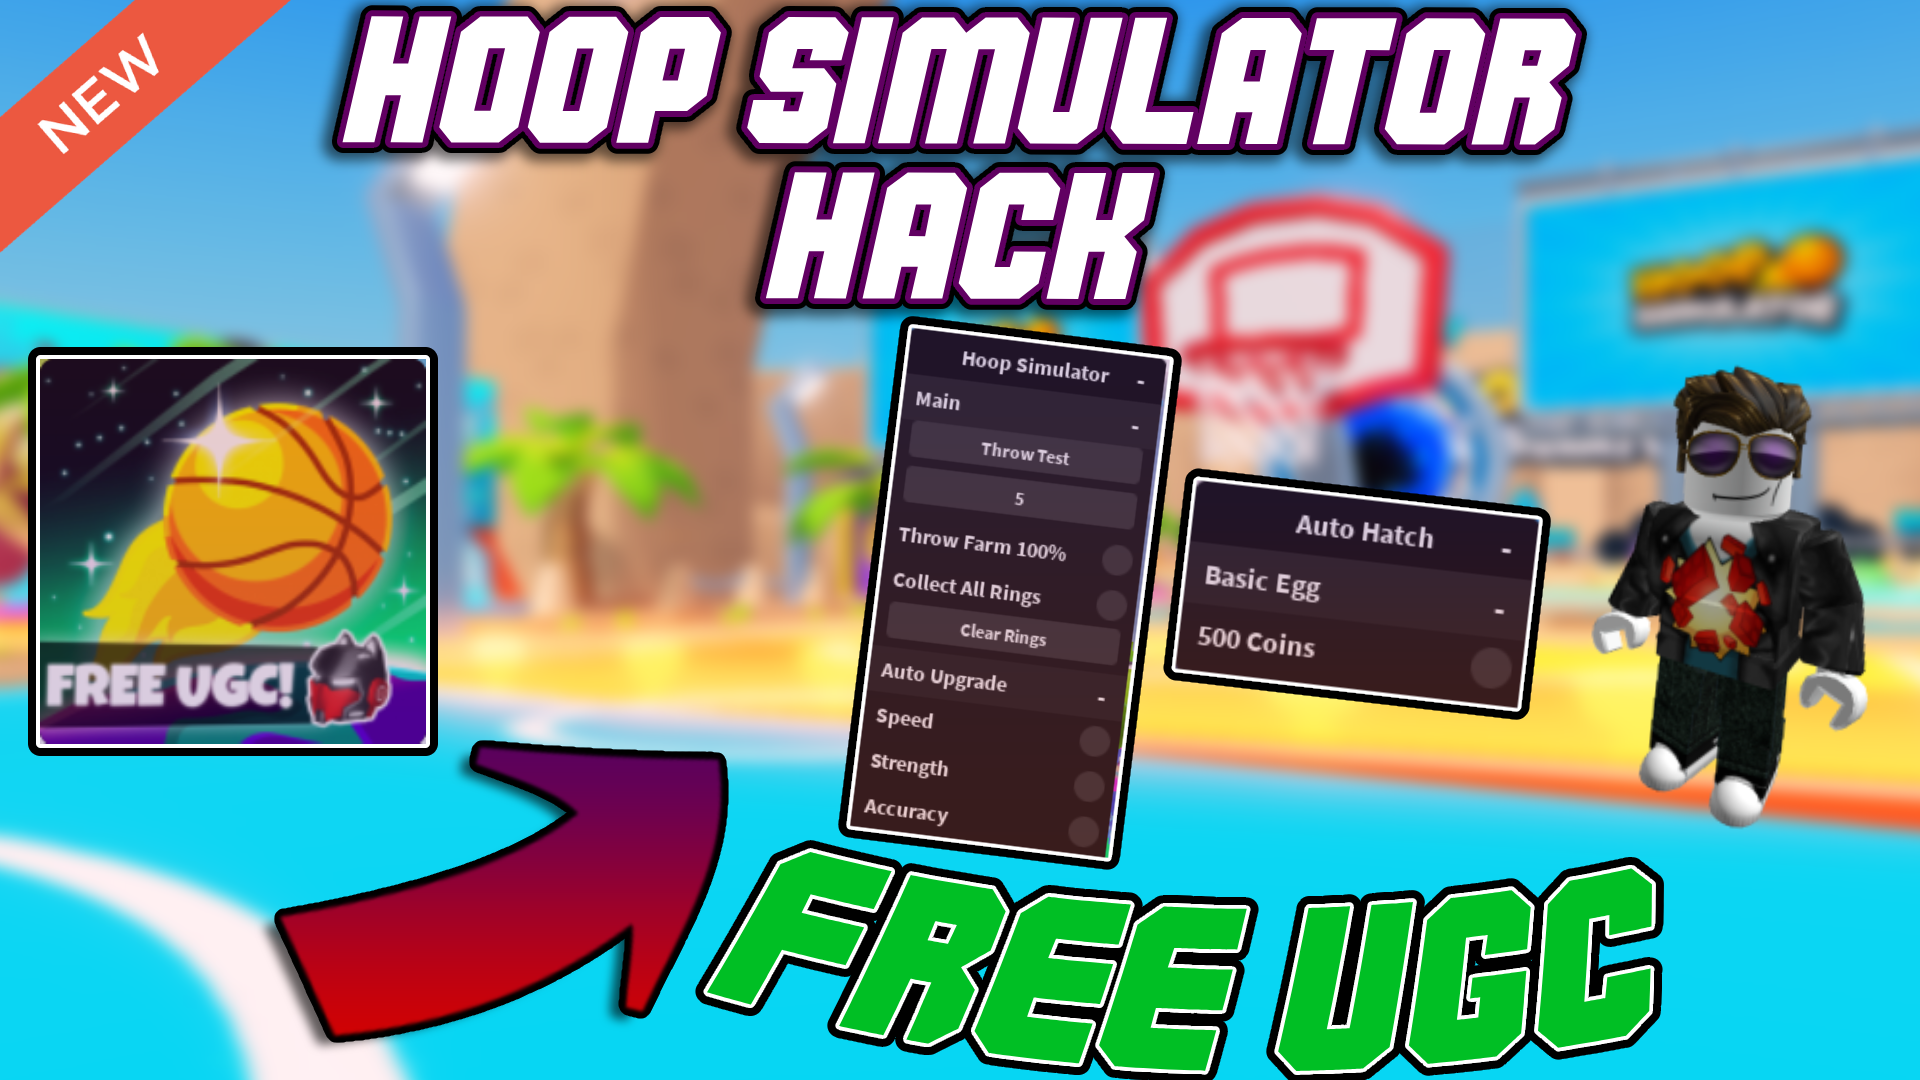 NEW
HOOP SIMULATOR
HACK
FREE UGC!
Hoop Simulator -
Main -
Throw Test
5
Throw Farm 100%
Collect All Rings
Clear Rings
Auto Upgrade -
Speed
Strength
Accuracy
Auto Hatch -
Basic Egg -
500 Coins
SIMULATOR
FREE UGC